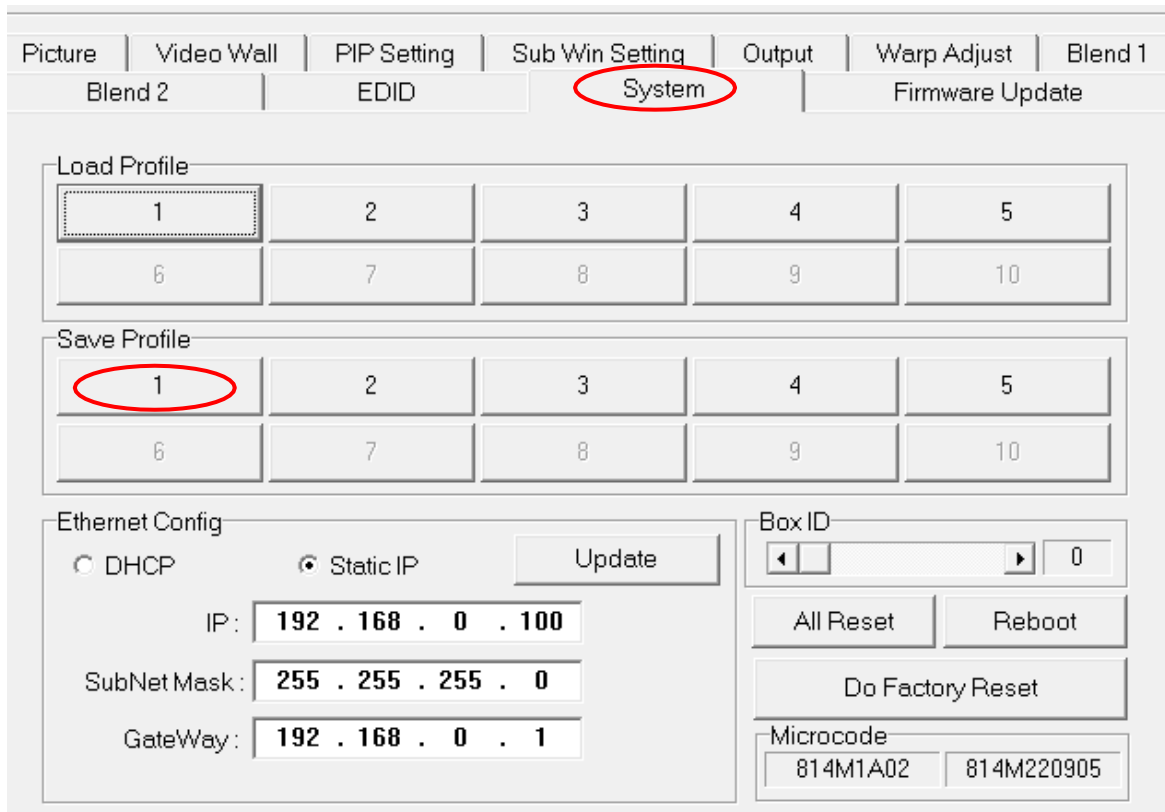 Picture Video Wall PIP Setting Sub Win Setting Output Warp Adjust Blend 1
Blend 2 EDID System Firmware Update
Load Profile
1 2 3 4 5
6 7 8 9 10
Save Profile
1 2 3 4 5
6 7 8 9 10
Ethernet Config
DHCP Static IP Update
IP : 192 . 168 . 0 . 100
SubNet Mask : 255 . 255 . 255 . 0
GateWay : 192 . 168 . 0 . 1
Box ID
0
All Reset Reboot
Do Factory Reset
Microcode
814M1A02 814M220905